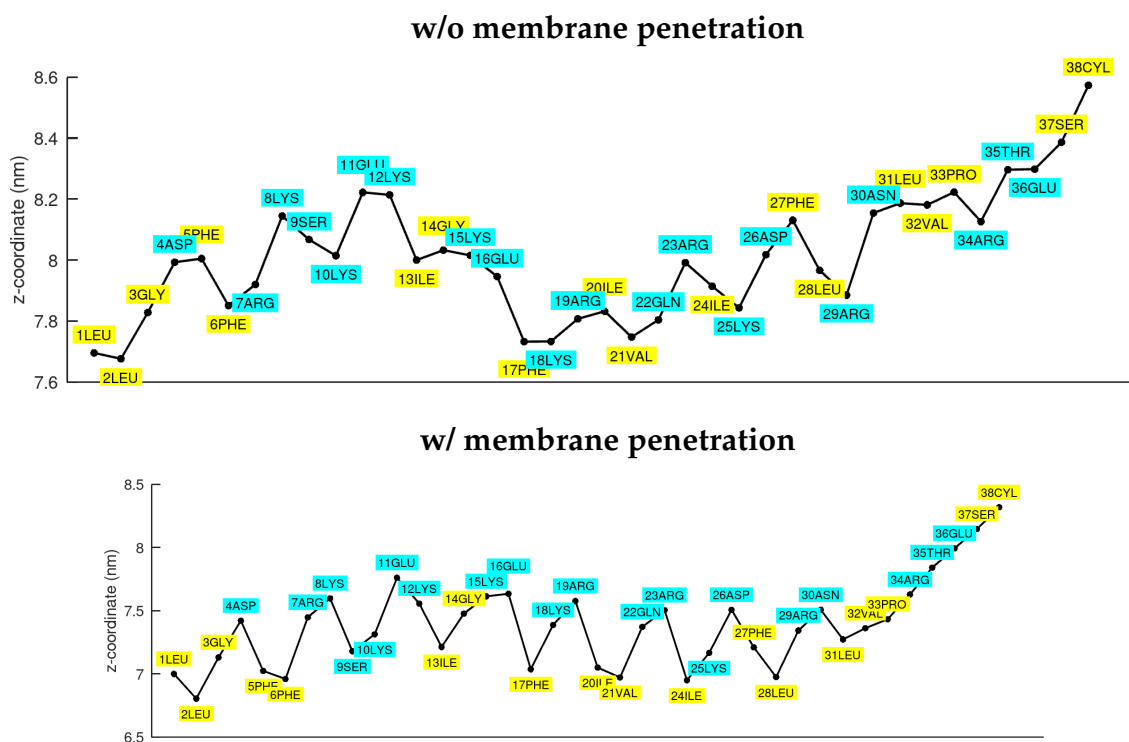 w/o membrane penetration
8.6
8.4
8.2
8
7.8
7.6
z-coordinate (nm)
1LEU
2LEU
3GLY
4ASP
5PHE
6PHE
7ARG
8LYS
9SER
10LYS
11GLU
12LYS
13ILE
14GLY
15LYS
16GLU
17PHE
18LYS
19ARG
20ILE
21VAL
22GLN
23ARG
24ILE
25LYS
26ASP
27PHE
28LEU
29ARG
30ASN
31LEU
32VAL
33PRO
34ARG
35THR
36GLU
37SER
38CYL
w/ membrane penetration
8.5
8
7.5
7
6.5
z-coordinate (nm)
1LEU
2LEU
3GLY
4ASP
5PHE
6PHE
7ARG
8LYS
9SER
10LYS
11GLU
12LYS
13ILE
14GLY
15LYS
16GLU
17PHE
18LYS
19ARG
20ILE
21VAL
22GLN
23ARG
24ILE
25LYS
26ASP
27PHE
28LEU
29ARG
30ASN
31LEU
32VAL
33PRO
34ARG
35THR
36GLU
37SER
38CYL